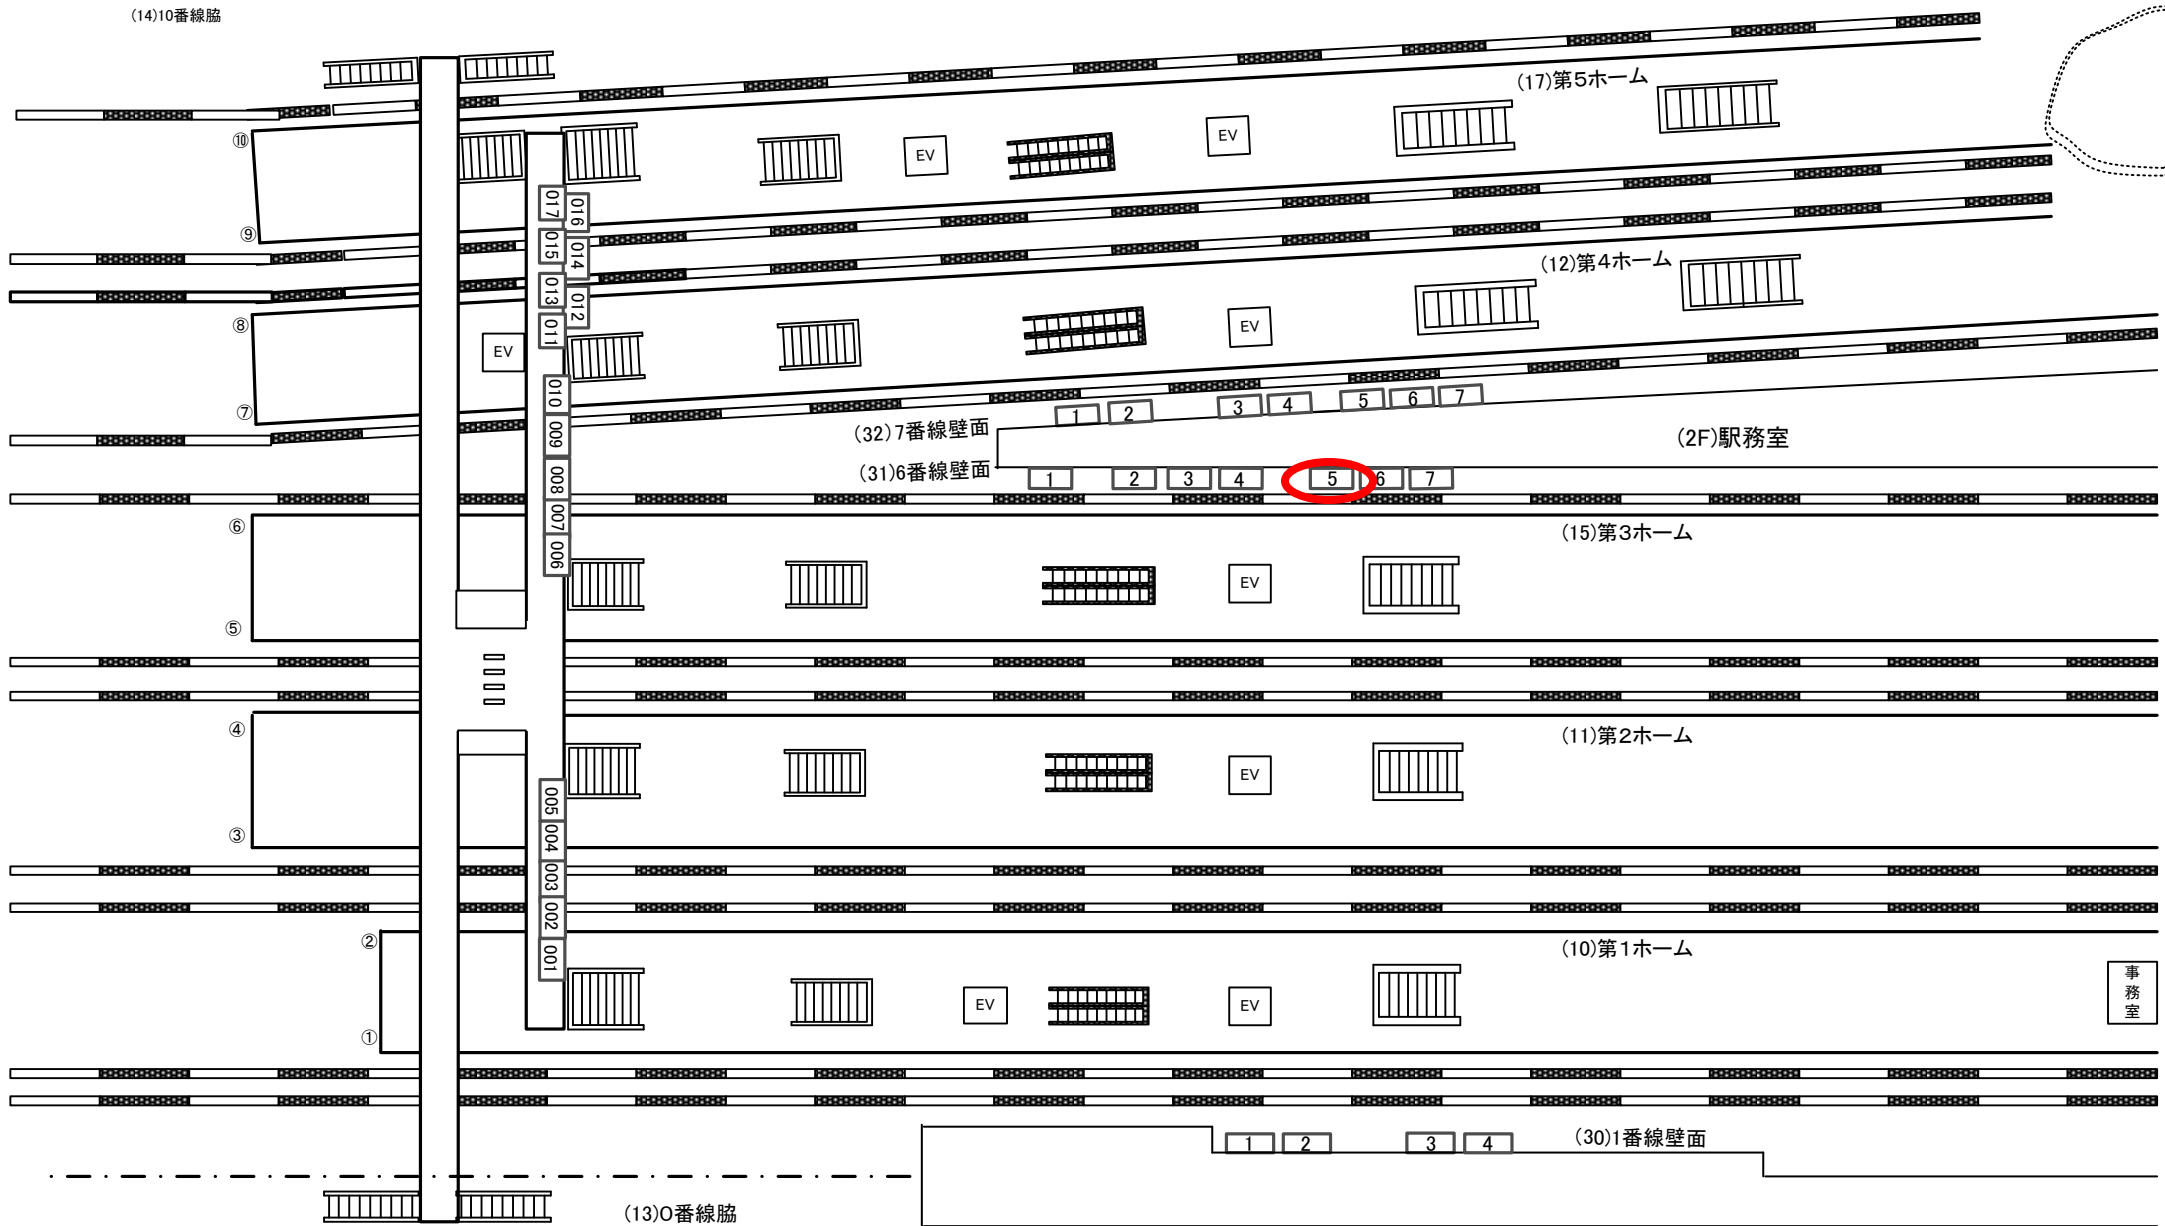 (14)10番線脇
(17)第5ホーム
⑩
EV
EV
017
016
⑨
015
014
(12)第4ホーム
013
012
⑧
011
EV
EV
⑦
010
1
2
3
4
5
6
7
009
(32)7番線壁面
(2F)駅務室
(31)6番線壁面
1
2
3
4
5
6
7
008
⑥
007
(15)第3ホーム
006
EV
⑤
④
(11)第2ホーム
EV
005
③
004
003
002
②
(10)第1ホーム
001
事
務
室
EV
EV
①
1
2
3
4
(30)1番線壁面
(13)0番線脇